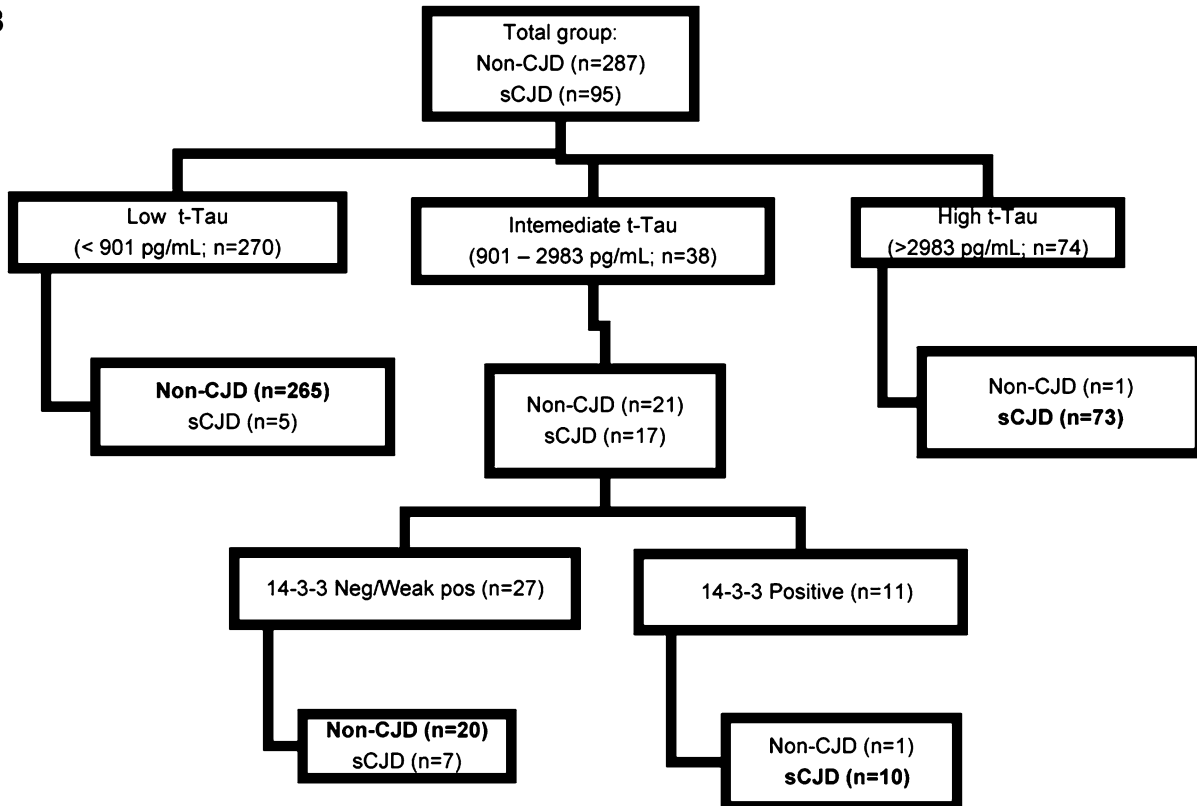 B
Total group:
Non-CJD (n=287)
sCJD (n=95)
Low t-Tau
(< 901 pg/mL; n=270)
Intemediate t-Tau
(901 – 2983 pg/mL; n=38)
High t-Tau
(>2983 pg/mL; n=74)
Non-CJD (n=265)
sCJD (n=5)
Non-CJD (n=21)
sCJD (n=17)
Non-CJD (n=1)
sCJD (n=73)
14-3-3 Neg/Weak pos (n=27)
14-3-3 Positive (n=11)
Non-CJD (n=20)
sCJD (n=7)
Non-CJD (n=1)
sCJD (n=10)